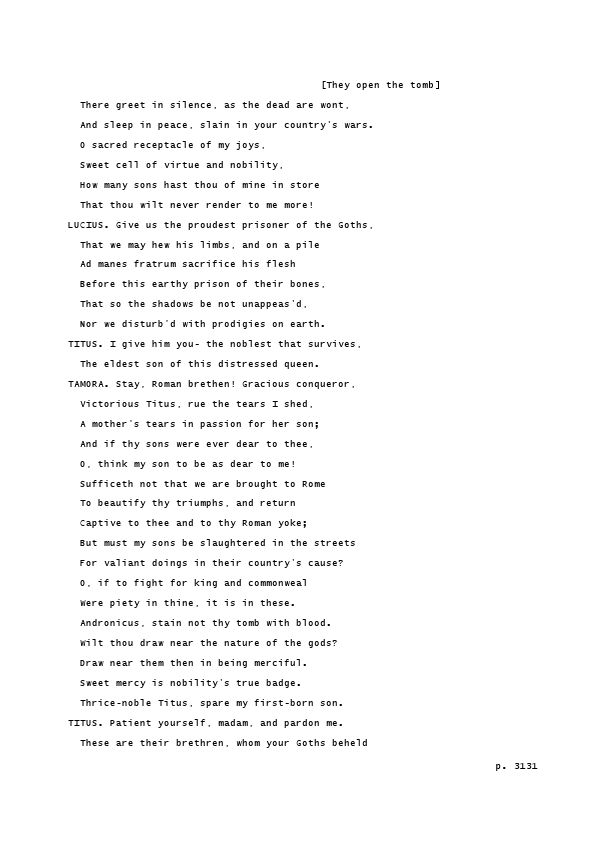 [They open the tomb]
There greet in silence, as the dead are wont,
And sleep in peace, slain in your country's wars.
O sacred receptacle of my joys,
Sweet cell of virtue and nobility,
How many sons hast thou of mine in store
That thou wilt never render to me more!
LUCIUS. Give us the proudest prisoner of the Goths,
That we may hew his limbs, and on a pile
Ad manes fratrum sacrifice his flesh
Before this earthy prison of their bones,
That so the shadows be not unappeas'd,
Nor we disturb'd with prodigies on earth.
TITUS. I give him you- the noblest that survives,
The eldest son of this distressed queen.
TAMORA. Stay, Roman brethen! Gracious conqueror,
Victorious Titus, rue the tears I shed,
A mother's tears in passion for her son;
And if thy sons were ever dear to thee,
O, think my son to be as dear to me!
Sufficeth not that we are brought to Rome
To beautify thy triumphs, and return
Captive to thee and to thy Roman yoke;
But must my sons be slaughtered in the streets
For valiant doings in their country's cause?
O, if to fight for king and commonweal
Were piety in thine, it is in these.
Andronicus, stain not thy tomb with blood.
Wilt thou draw near the nature of the gods?
Draw near them then in being merciful.
Sweet mercy is nobility's true badge.
Thrice-noble Titus, spare my first-born son.
TITUS. Patient yourself, madam, and pardon me.
These are their brethren, whom your Goths beheld
p. 3131